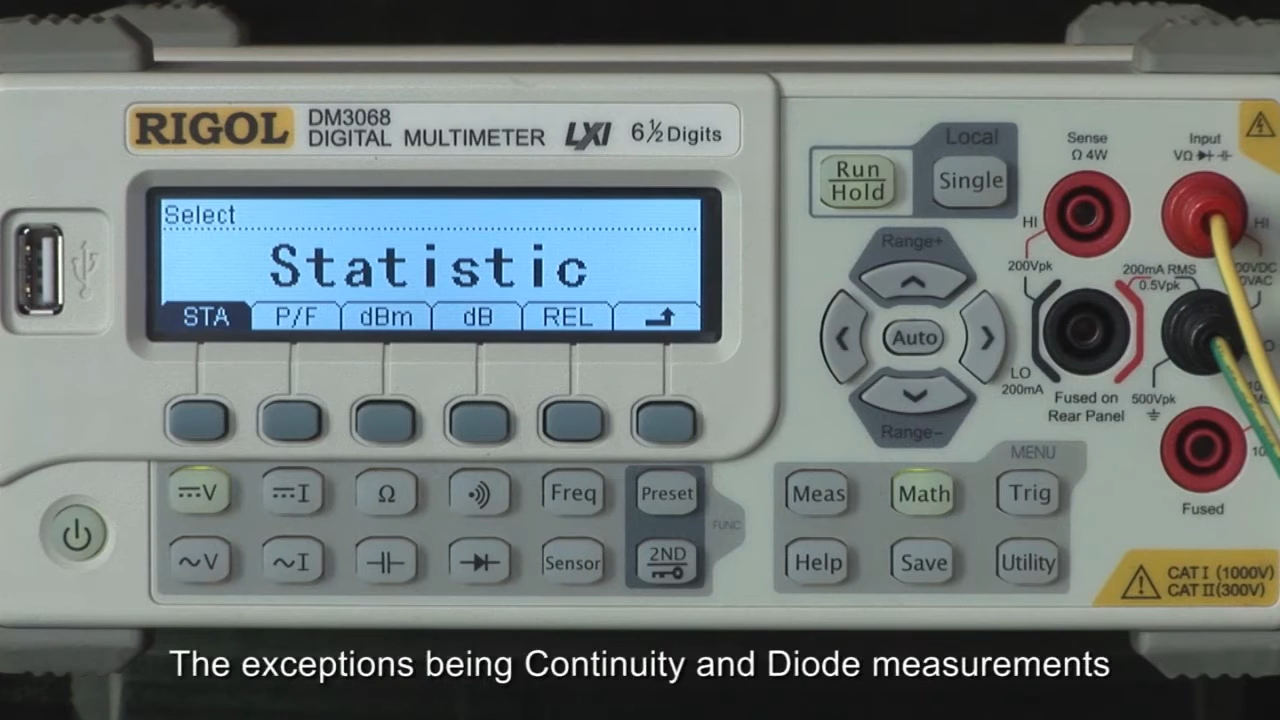 RIGOL
DM3068
DIGITAL MULTIMETER
LXI
6½Digits
Select
Statistic
STA
P/F
dBm
dB
REL
Run
Hold
Local
Single
Range+
Auto
Range-
Sense
Ω 4W
Input
VΩ
HI
HI
200Vpk
200mA RMS
0.5Vpk
LO
200mA
Fused on
Rear Panel
500Vpk
Fused
V
I
Ω
Freq
Preset
FUNC
~V
~I
Sensor
2ND
MENU
Meas
Math
Trig
Help
Save
Utility
CAT I (1000V)
CAT II(300V)
The exceptions being Continuity and Diode measurements